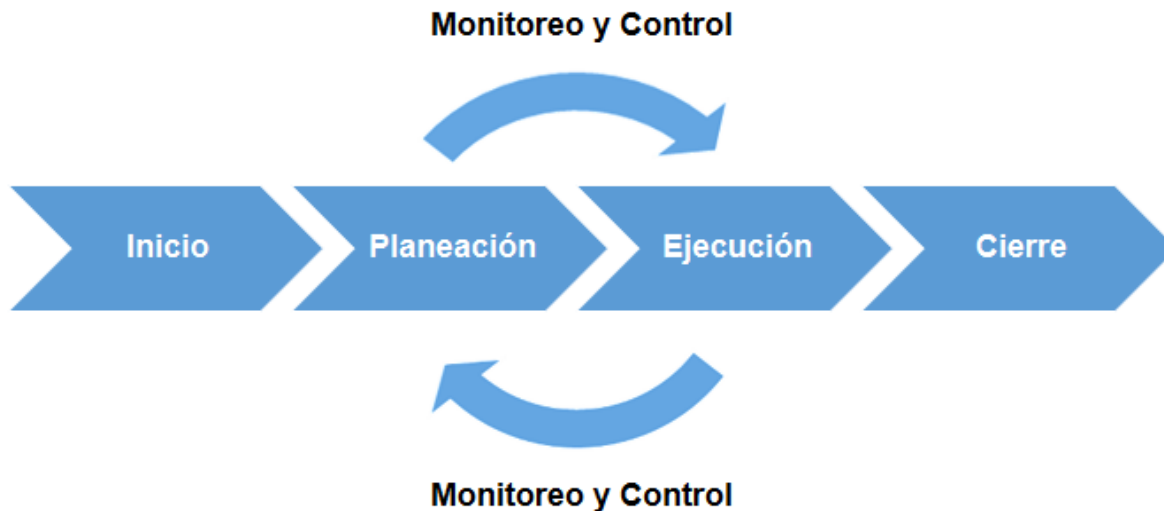 Monitoreo y Control
Inicio
Planeación
Ejecución
Cierre
Monitoreo y Control